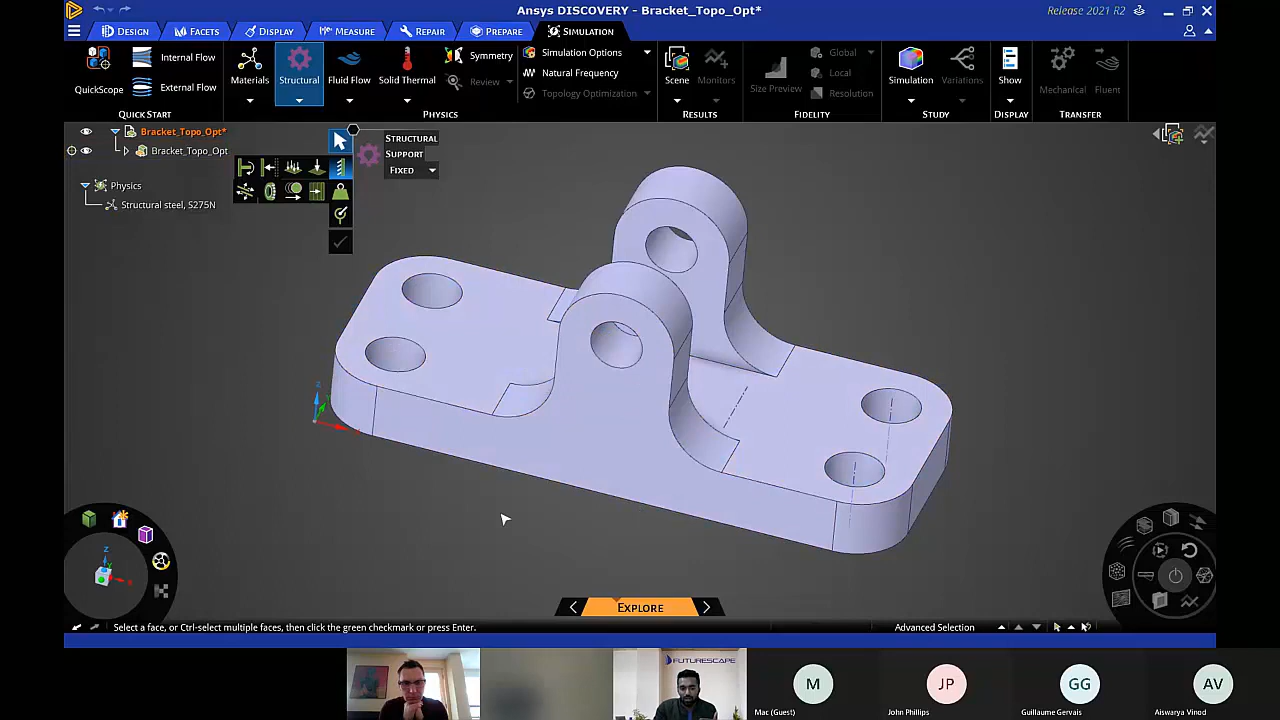 Ansys DISCOVERY - Bracket_Topo_Opt*
Release 2021 R2
DESIGN
FACETS
DISPLAY
MEASURE
REPAIR
PREPARE
SIMULATION
QuickScope
Internal Flow
External Flow
QUICK START
Materials
Structural
Fluid Flow
Solid Thermal
Symmetry
Review
Simulation Options
Natural Frequency
Topology Optimization
PHYSICS
Scene
Monitors
RESULTS
Size Preview
Global
Local
Resolution
FIDELITY
Simulation
Variations
STUDY
Show
DISPLAY
Mechanical
Fluent
TRANSFER
Bracket_Topo_Opt*
Bracket_Topo_Opt
Physics
Structural steel, S275N
STRUCTURAL
SUPPORT
FIXED
Z
Z
EXPLORE
Select a face, or Ctrl-select multiple faces, then click the green checkmark or press Enter.
Advanced Selection
FUTURESCAPE
M
JP
GG
AV
Mac (Guest)
John Phillips
Guillaume Gervais
Aiswarya Vinod